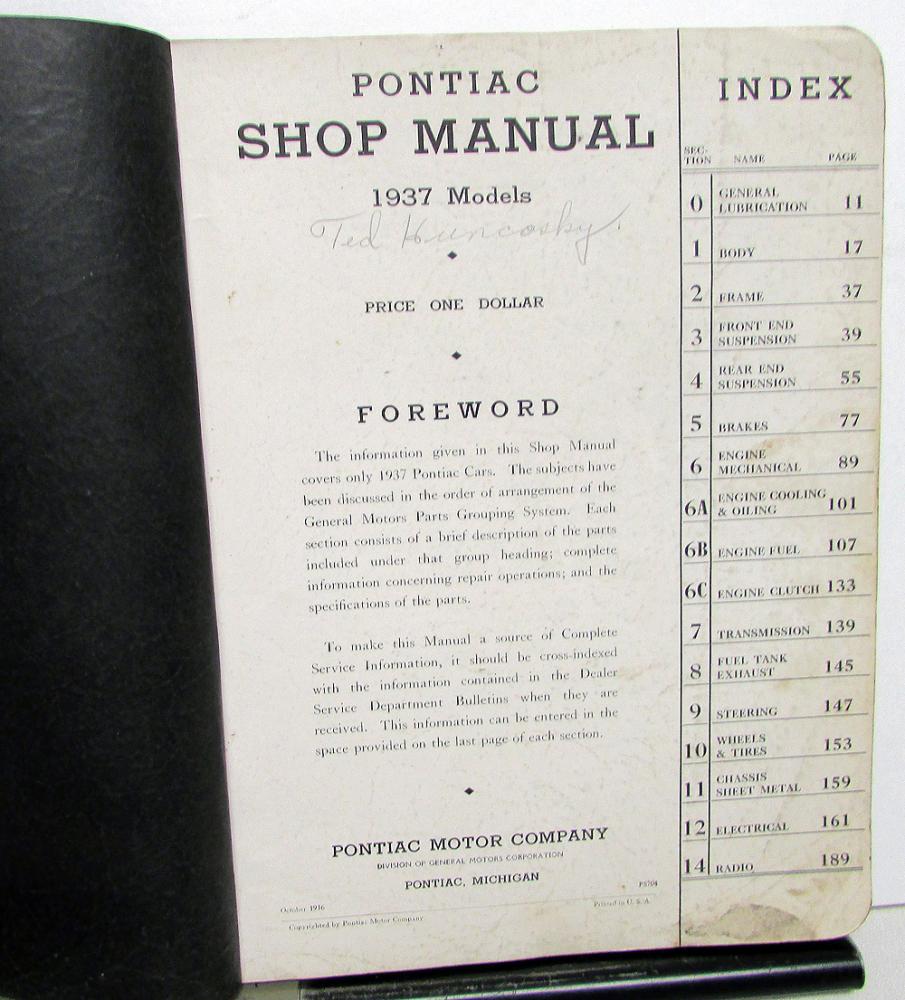 PONTIAC
SHOP MANUAL
1937 Models
Ted
PRICE ONE DOLLAR
FOREWORD
The information given in this Shop Manual
covers only 1937 Pontiac Cars. The subjects have
been discussed in the order of arrangement of the
General Motors Parts Grouping System. Each
section consists of a brief description of the parts
included under that group heading; complete
information concerning repair operations; and the
specifications of the parts.
To make this Manual a source of Complete
Service Information, it should be cross-indexed
with the information contained in the Dealer
Service Department Bulletins when they are
received. This information can be entered in the
space provided on the last page of each section.
PONTIAC MOTOR COMPANY
DIVISION OF GENERAL MOTORS CORPORATION
PONTIAC, MICHIGAN
October 1936
Printed in U. S. A.
Copyrighted by Pontiac Motor Company
INDEX
SEC-
TION NAME PAGE
0 GENERAL
LUBRICATION 11
1 BODY 17
2 FRAME 37
3 FRONT END
SUSPENSION 39
4 REAR END
SUSPENSION 55
5 BRAKES 77
6 ENGINE
MECHANICAL 89
6A ENGINE COOLING
& OILING 101
6B ENGINE FUEL 107
6C ENGINE CLUTCH 133
7 TRANSMISSION 139
8 FUEL TANK
EXHAUST 145
9 STEERING 147
10 WHEELS
& TIRES 153
11 CHASSIS
SHEET METAL 159
12 ELECTRICAL 161
14 RADIO 189